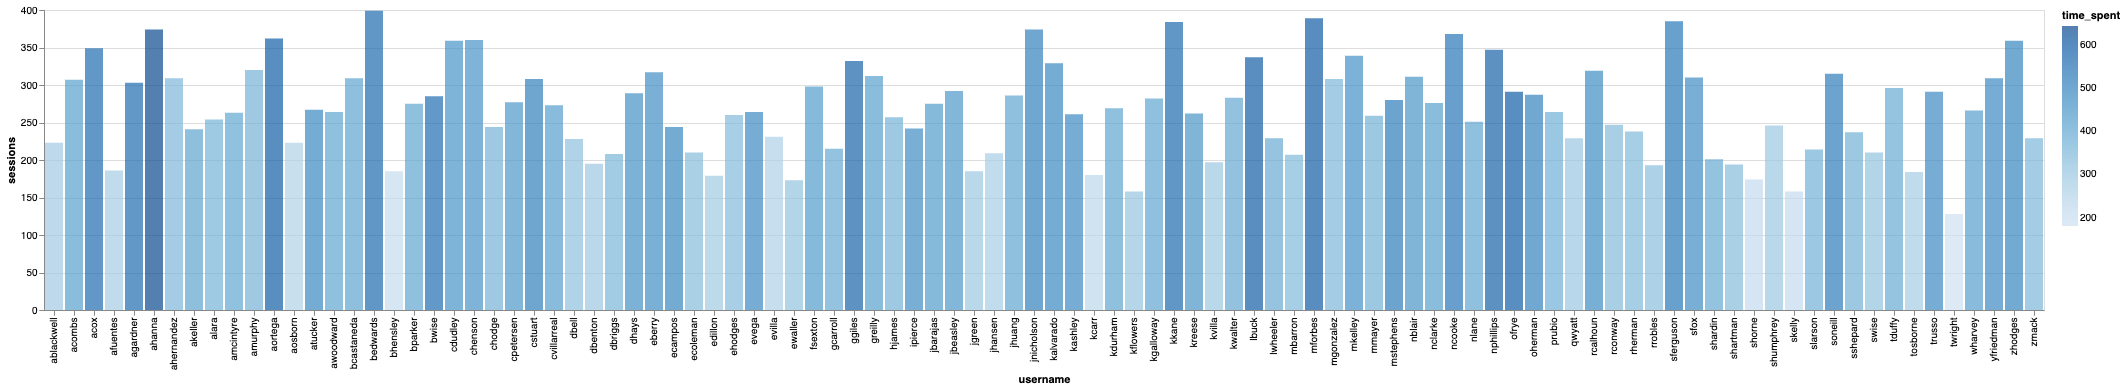 400
350
300
250
200
150
100
50
0
sessions
ablackwell
acombs
acox
afuentes
agardner
ahanna
ahernandez
akeller
alara
amcintyre
amurphy
aortega
aosborn
atucker
awoodward
bcastaneda
bedwards
bhensley
bparker
bwise
cdudley
chenson
chodge
cpetersen
cstuart
cvillarreal
dbell
dbenton
dbriggs
dhays
eberry
ecampos
ecoleman
edillon
ehodges
evega
evilla
ewaller
fsexton
gcarroll
ggiles
greilly
hjames
ipierce
jbarajas
jbeasley
jgreen
jhansen
jhuang
jnicholson
kalvarado
kashley
kcarr
kdurham
kflowers
kgalloway
kkane
kreese
kvilla
kwalter
lbuck
lwheeler
mbarron
mforbes
mgonzalez
mkelley
mmayer
mstephens
nblair
nclarke
ncooke
nlane
nphillips
ofrye
oherman
prubio
qwyatt
rcalhoun
rconway
rherman
rrobles
sferguson
sfox
shardin
shartman
shorne
shumphrey
skelly
slarson
soneill
sshepard
swise
tduffy
tosborne
trusso
twright
wharvey
yfriedman
zhodges
zmack
username
time_spent
600
500
400
300
200